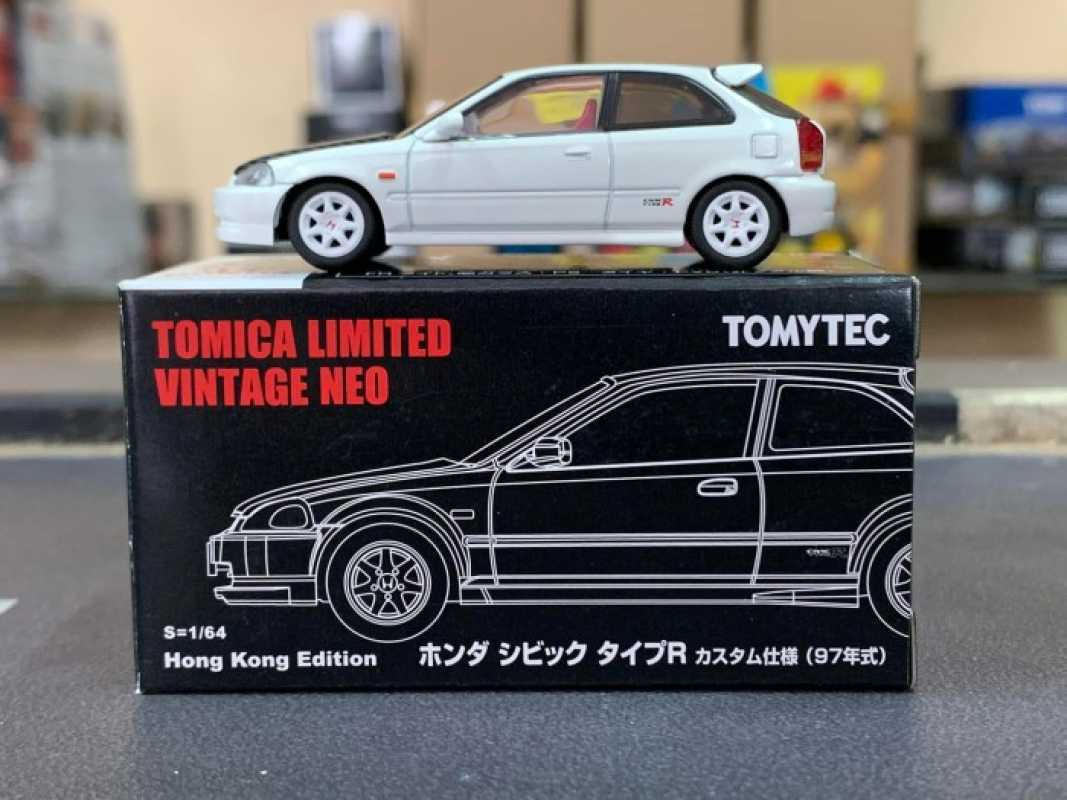 TOMICA LIMITED
VINTAGE NEO
TOMYTEC
S=1/64
Hong Kong Edition
ホンダ シビック タイプR カスタム仕様 (97年式)